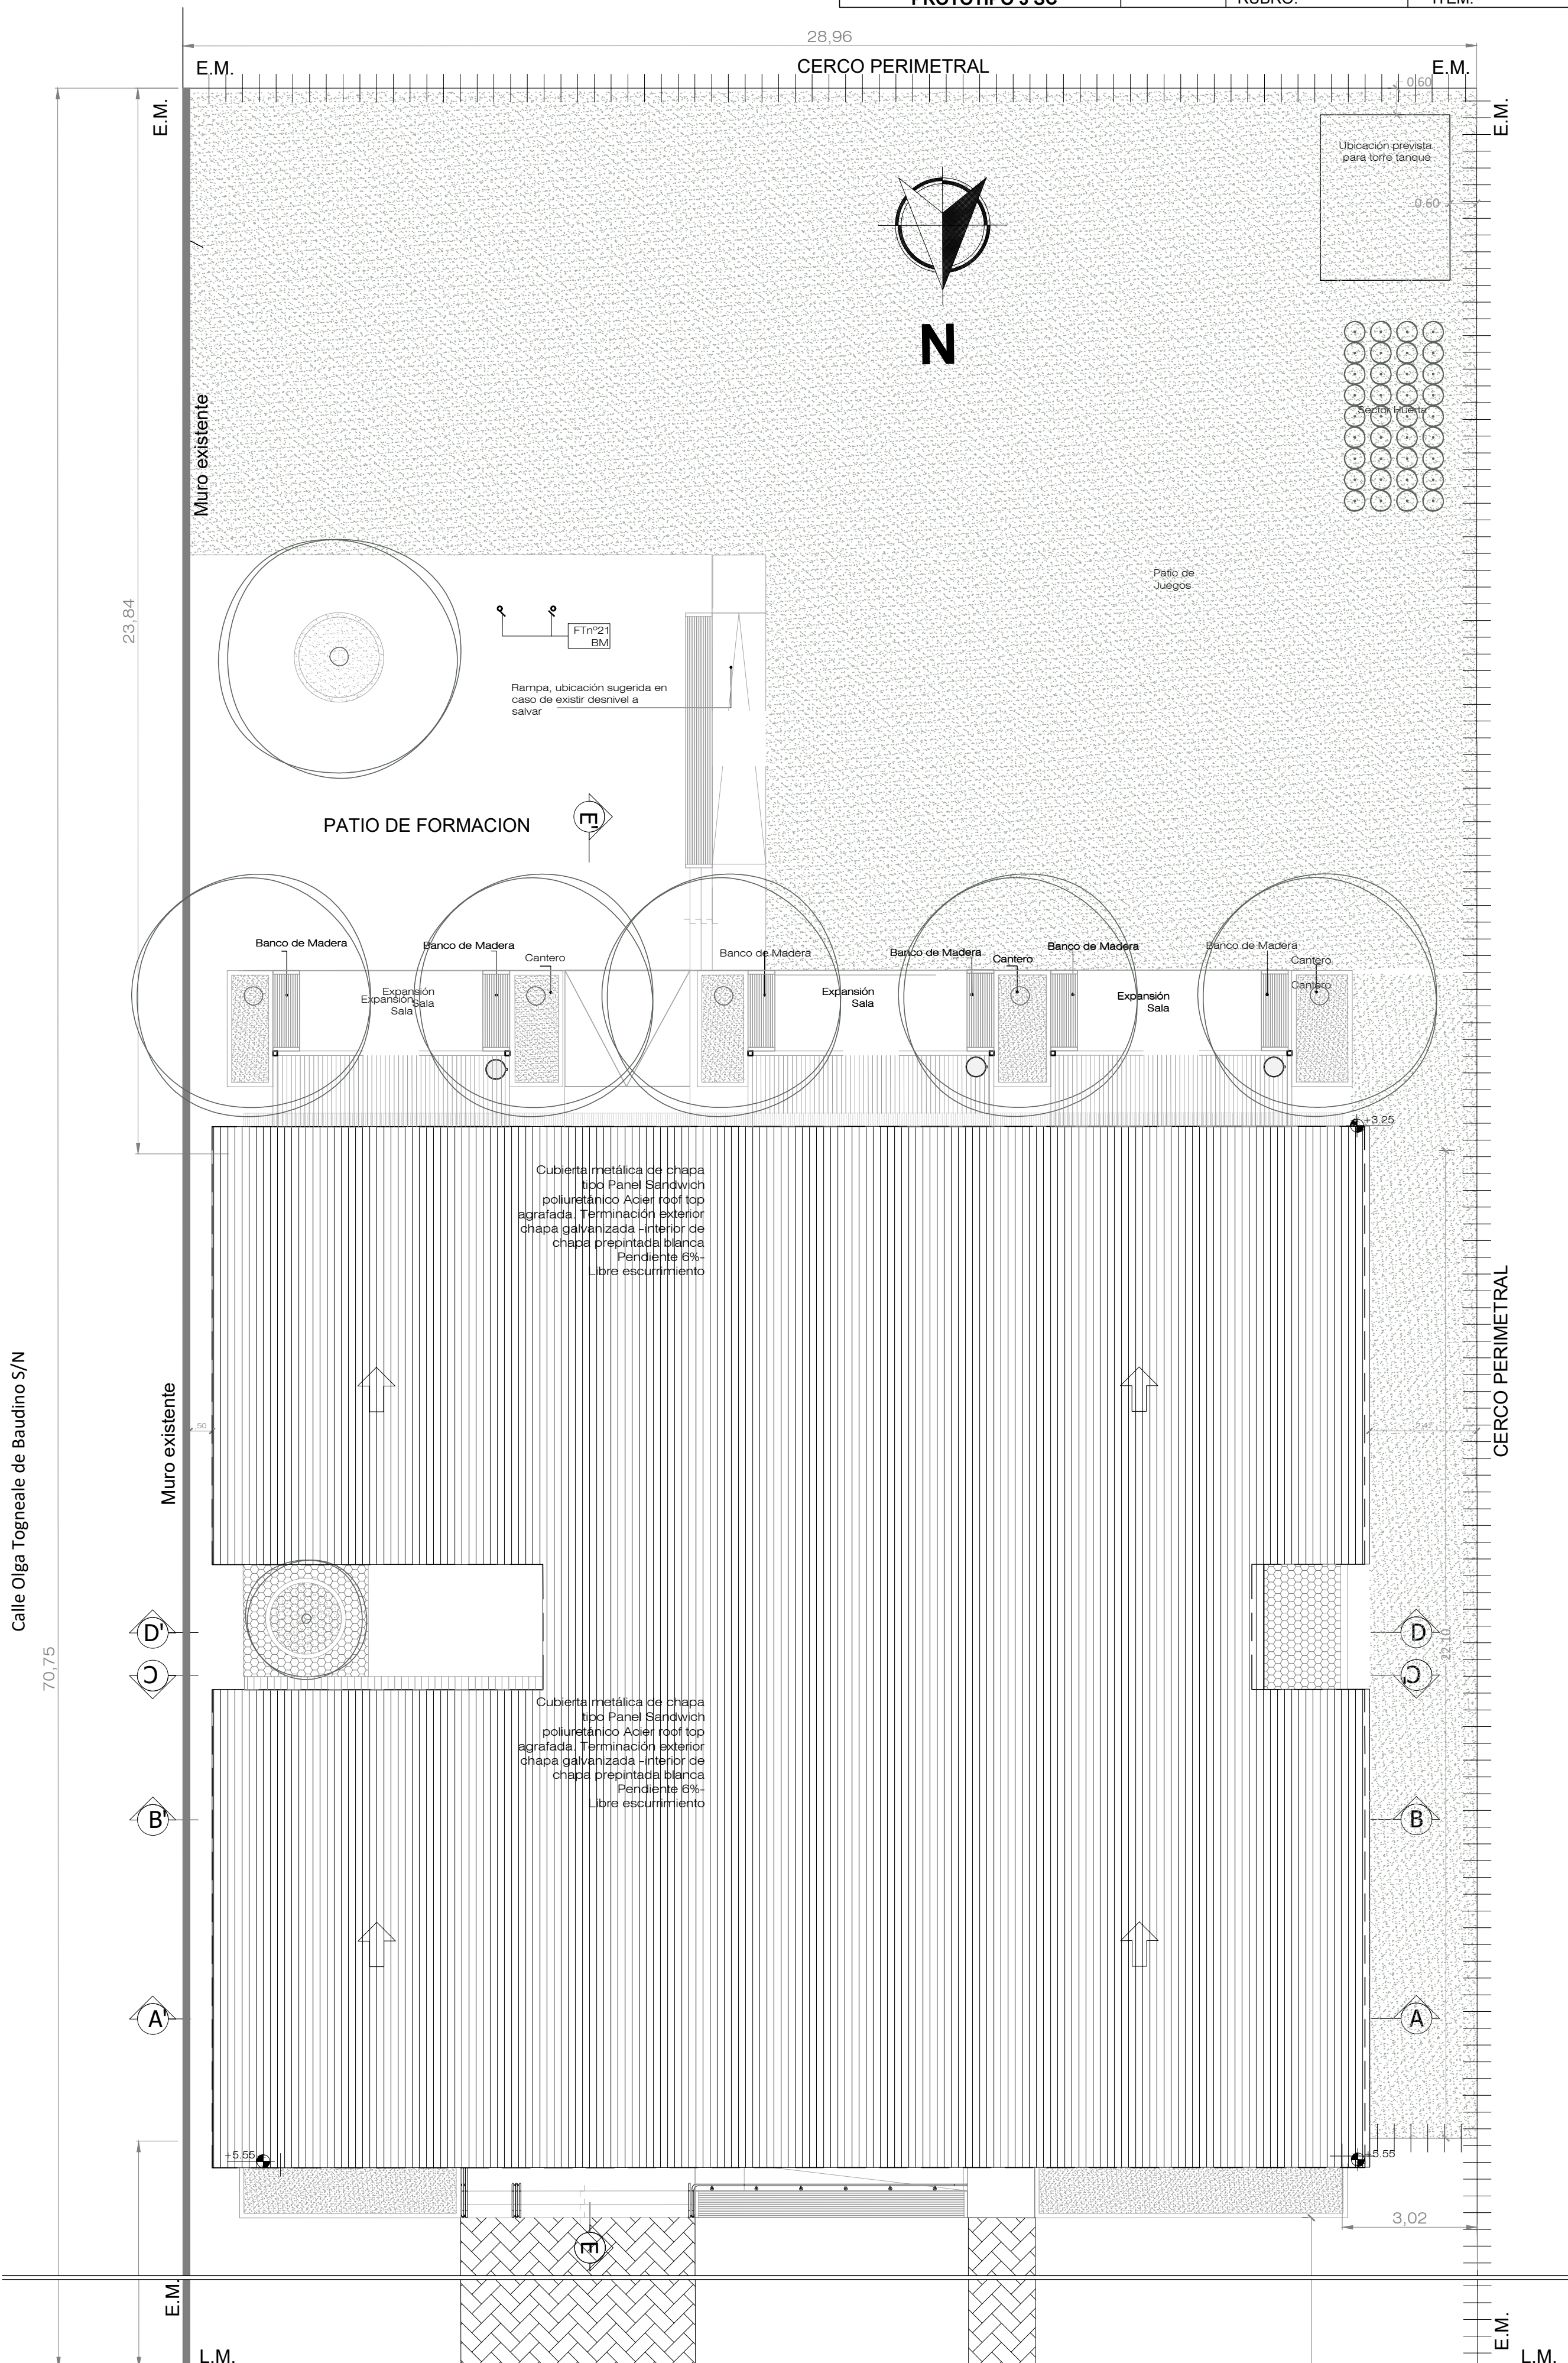 PROTOTIPO 3 SC
RUBRO:
ITEM:
28,96
E.M.
CERCO PERIMETRAL
E.M.
0.60
E.M.
E.M.
Ubicación prevista
para torre tanque
0.60
N
Muro existente
Sector Huerta
Patio de
Juegos
23,84
FTnº21
BM
Rampa, ubicación sugerida en
caso de existir desnivel a
salvar
PATIO DE FORMACION
E'
Banco de Madera
Banco de Madera
Cantero
Banco de Madera
Banco de Madera
Cantero
Banco de Madera
Banco de Madera
Cantero
Cantero
Expansión
Sala
Expansión
Sala
Expansión
Sala
Expansión
Sala
+3.25
Cubierta metálica de chapa
tipo Panel Sandwich
poliuretánico Acier roof top
agrafada. Terminación exterior
chapa galvanizada -interior de
chapa prepintada blanca
Pendiente 6%-
Libre escurrimiento
CERCO PERIMETRAL
Calle Olga Togneale de Baudino S/N
Muro existente
.50
D'
D
C
C'
22,10
70,75
Cubierta metálica de chapa
tipo Panel Sandwich
poliuretánico Acier roof top
agrafada. Terminación exterior
chapa galvanizada -interior de
chapa prepintada blanca
Pendiente 6%-
Libre escurrimiento
B'
B
A'
A
+5.55
+5.55
3,02
E
E.M.
E.M.
L.M.
L.M.